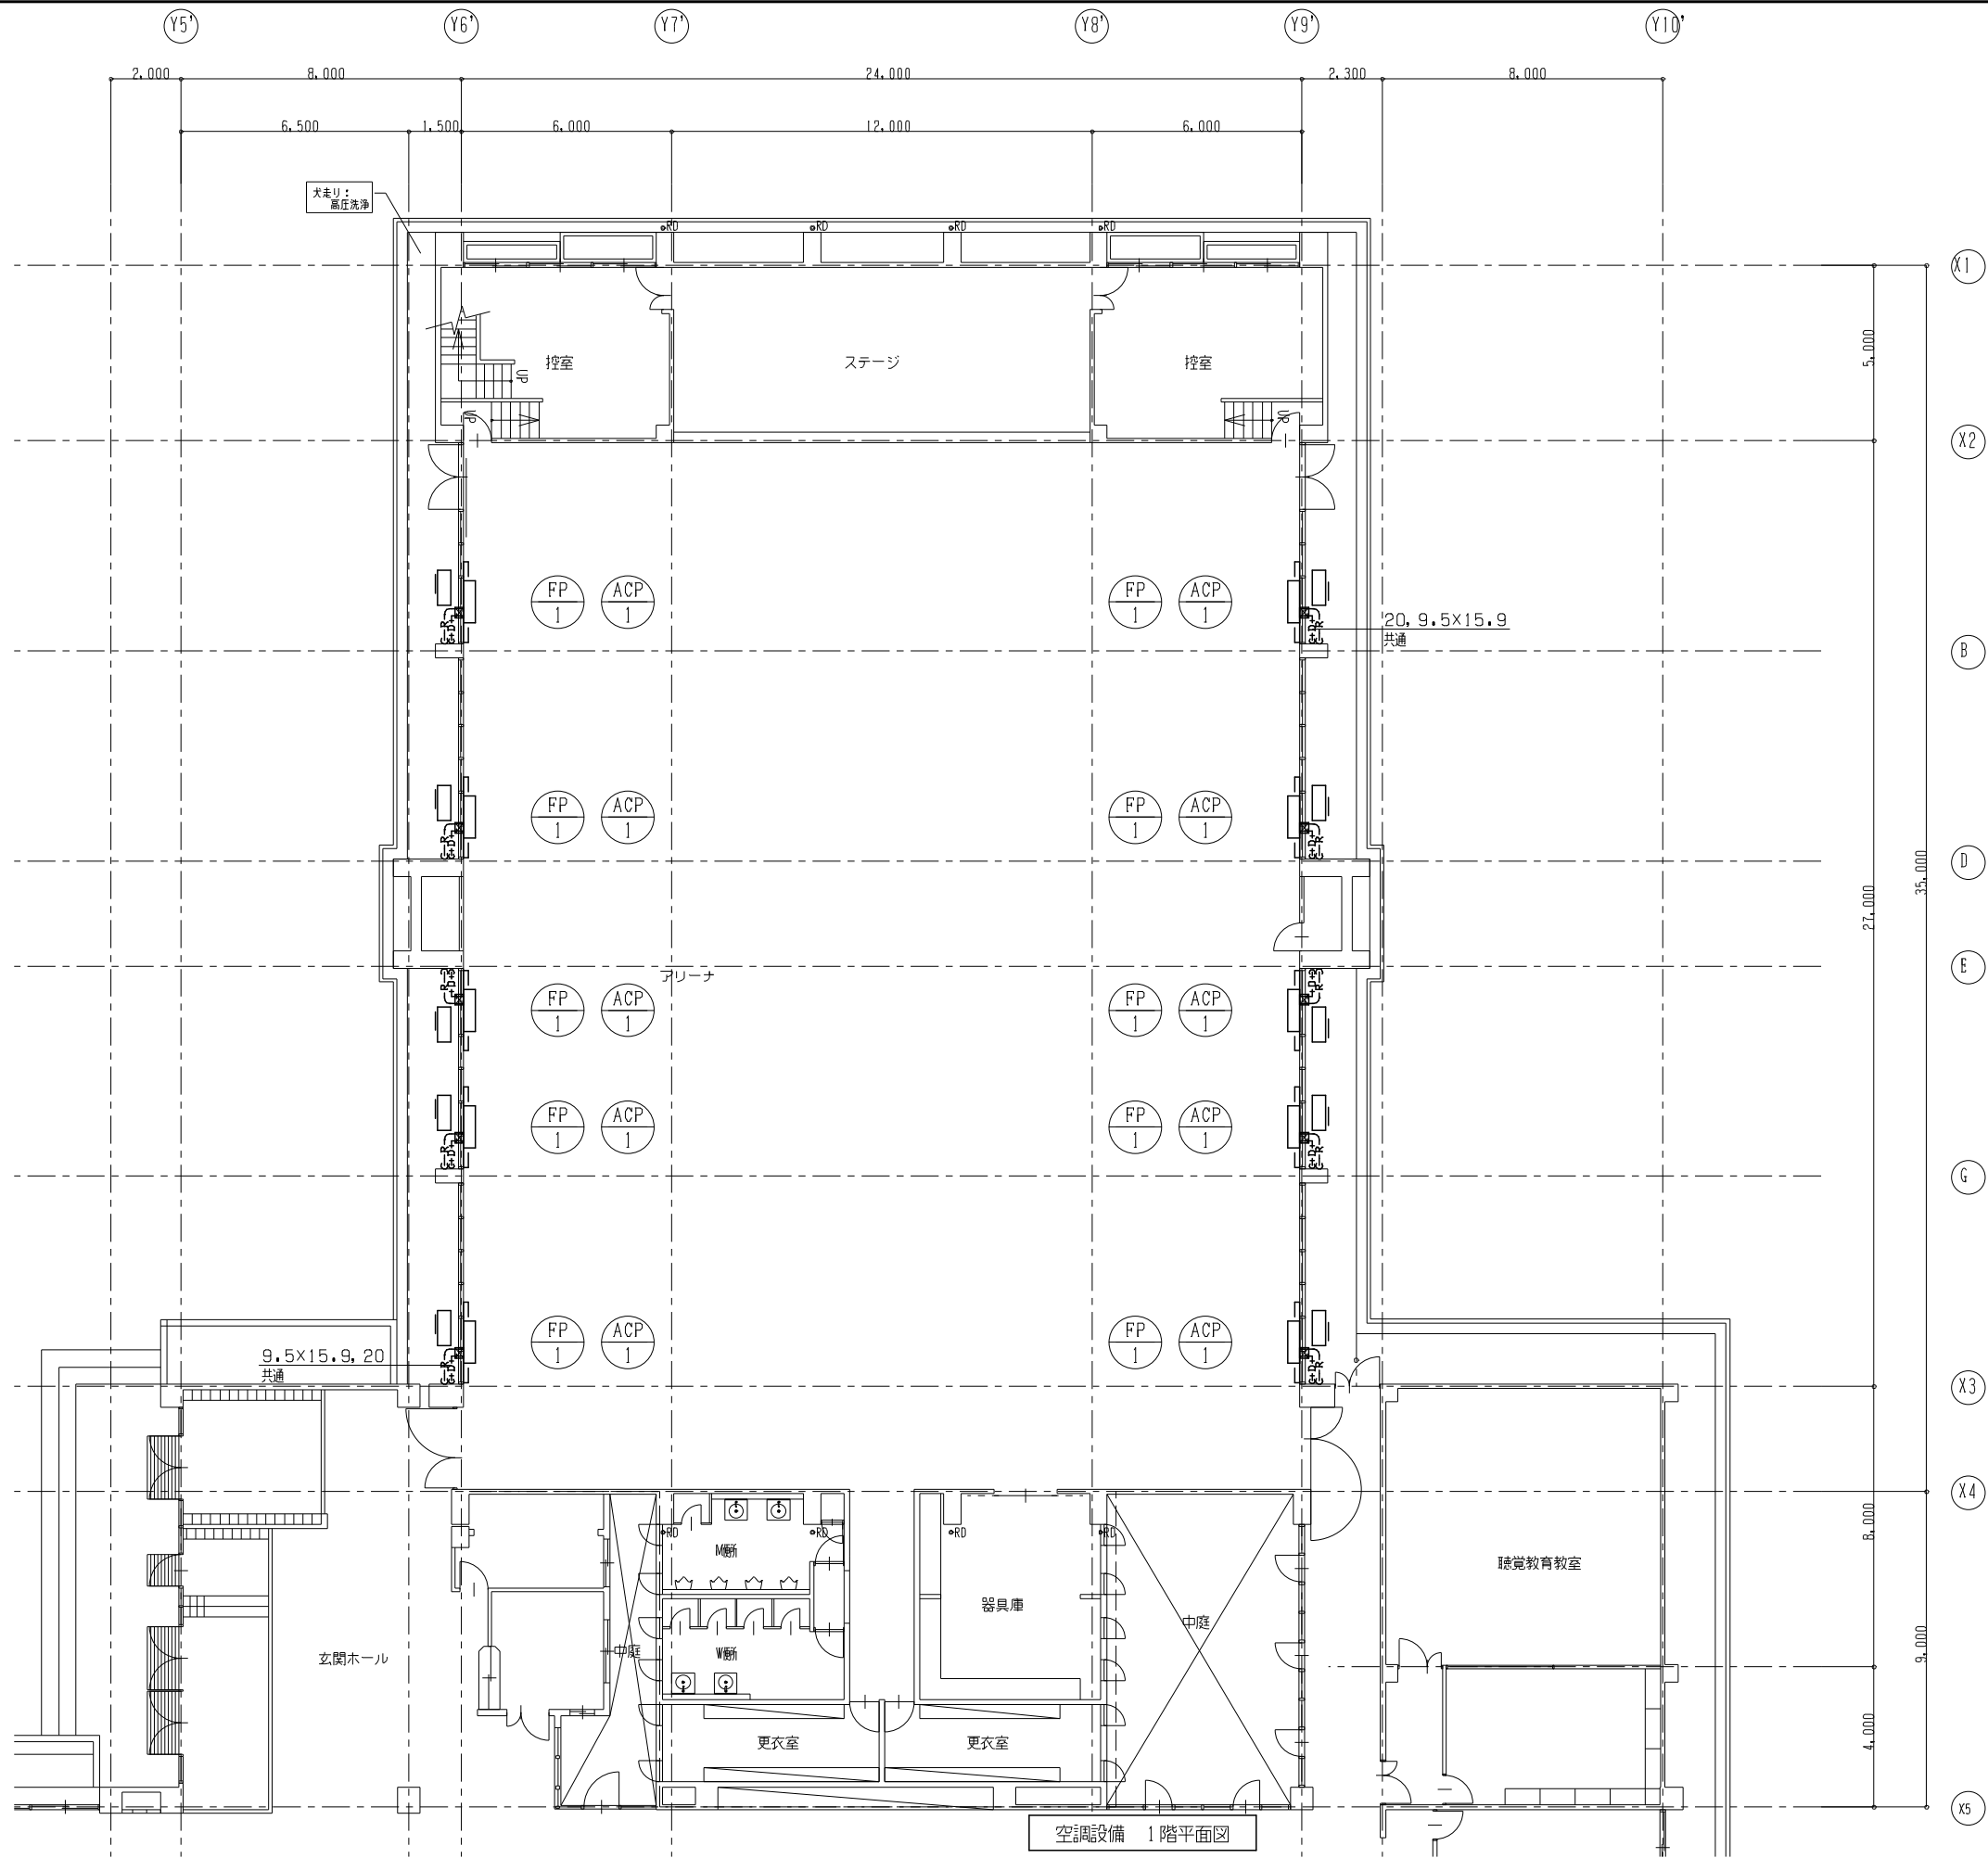 Y5' Y6' Y7' Y8' Y9' Y10'
2,000 8,000 24,000 2,300 8,000
6,500 1,500 6,000 12,000 6,000
犬走り:
高圧洗浄
RD RD RD RD
X1
5,000
控室 ステージ 控室
UP
UP UP
X2
FP 1 ACP 1 FP 1 ACP 1
R G+D+ G+D+ G-R
20, 9.5×15.9
共通
B
FP 1 ACP 1 FP 1 ACP 1
D
35,000
27,000
アリーナ
E
FP 1 ACP 1 FP 1 ACP 1
FP 1 ACP 1 FP 1 ACP 1
G
FP 1 ACP 1 FP 1 ACP 1
9.5×15.9, 20
共通
X3
X4
RD RD RD RD
M厠所
8,000
聴覚教育教室
器具庫
中庭
中庭
W厠所
玄関ホール
9,000
更衣室 更衣室
4,000
X5
空調設備 1階平面図